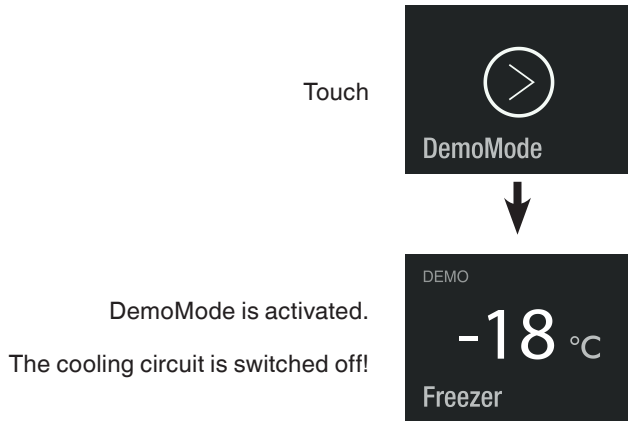 Touch
DemoMode
DEMO
DemoMode is activated.
-18 °C
The cooling circuit is switched off!
Freezer